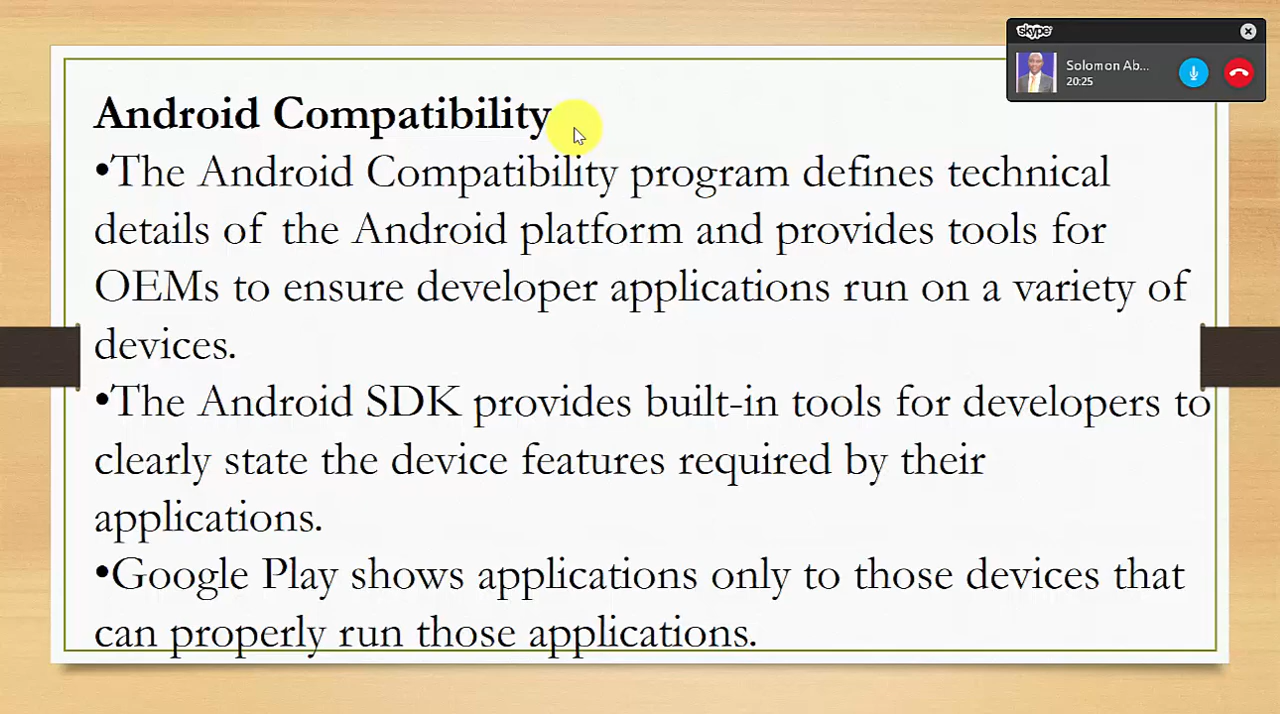 skype
Solomon Ab...
20:25
Android Compatibility
•The Android Compatibility program defines technical
details of the Android platform and provides tools for
OEMs to ensure developer applications run on a variety of
devices.
•The Android SDK provides built-in tools for developers to
clearly state the device features required by their
applications.
•Google Play shows applications only to those devices that
can properly run those applications.